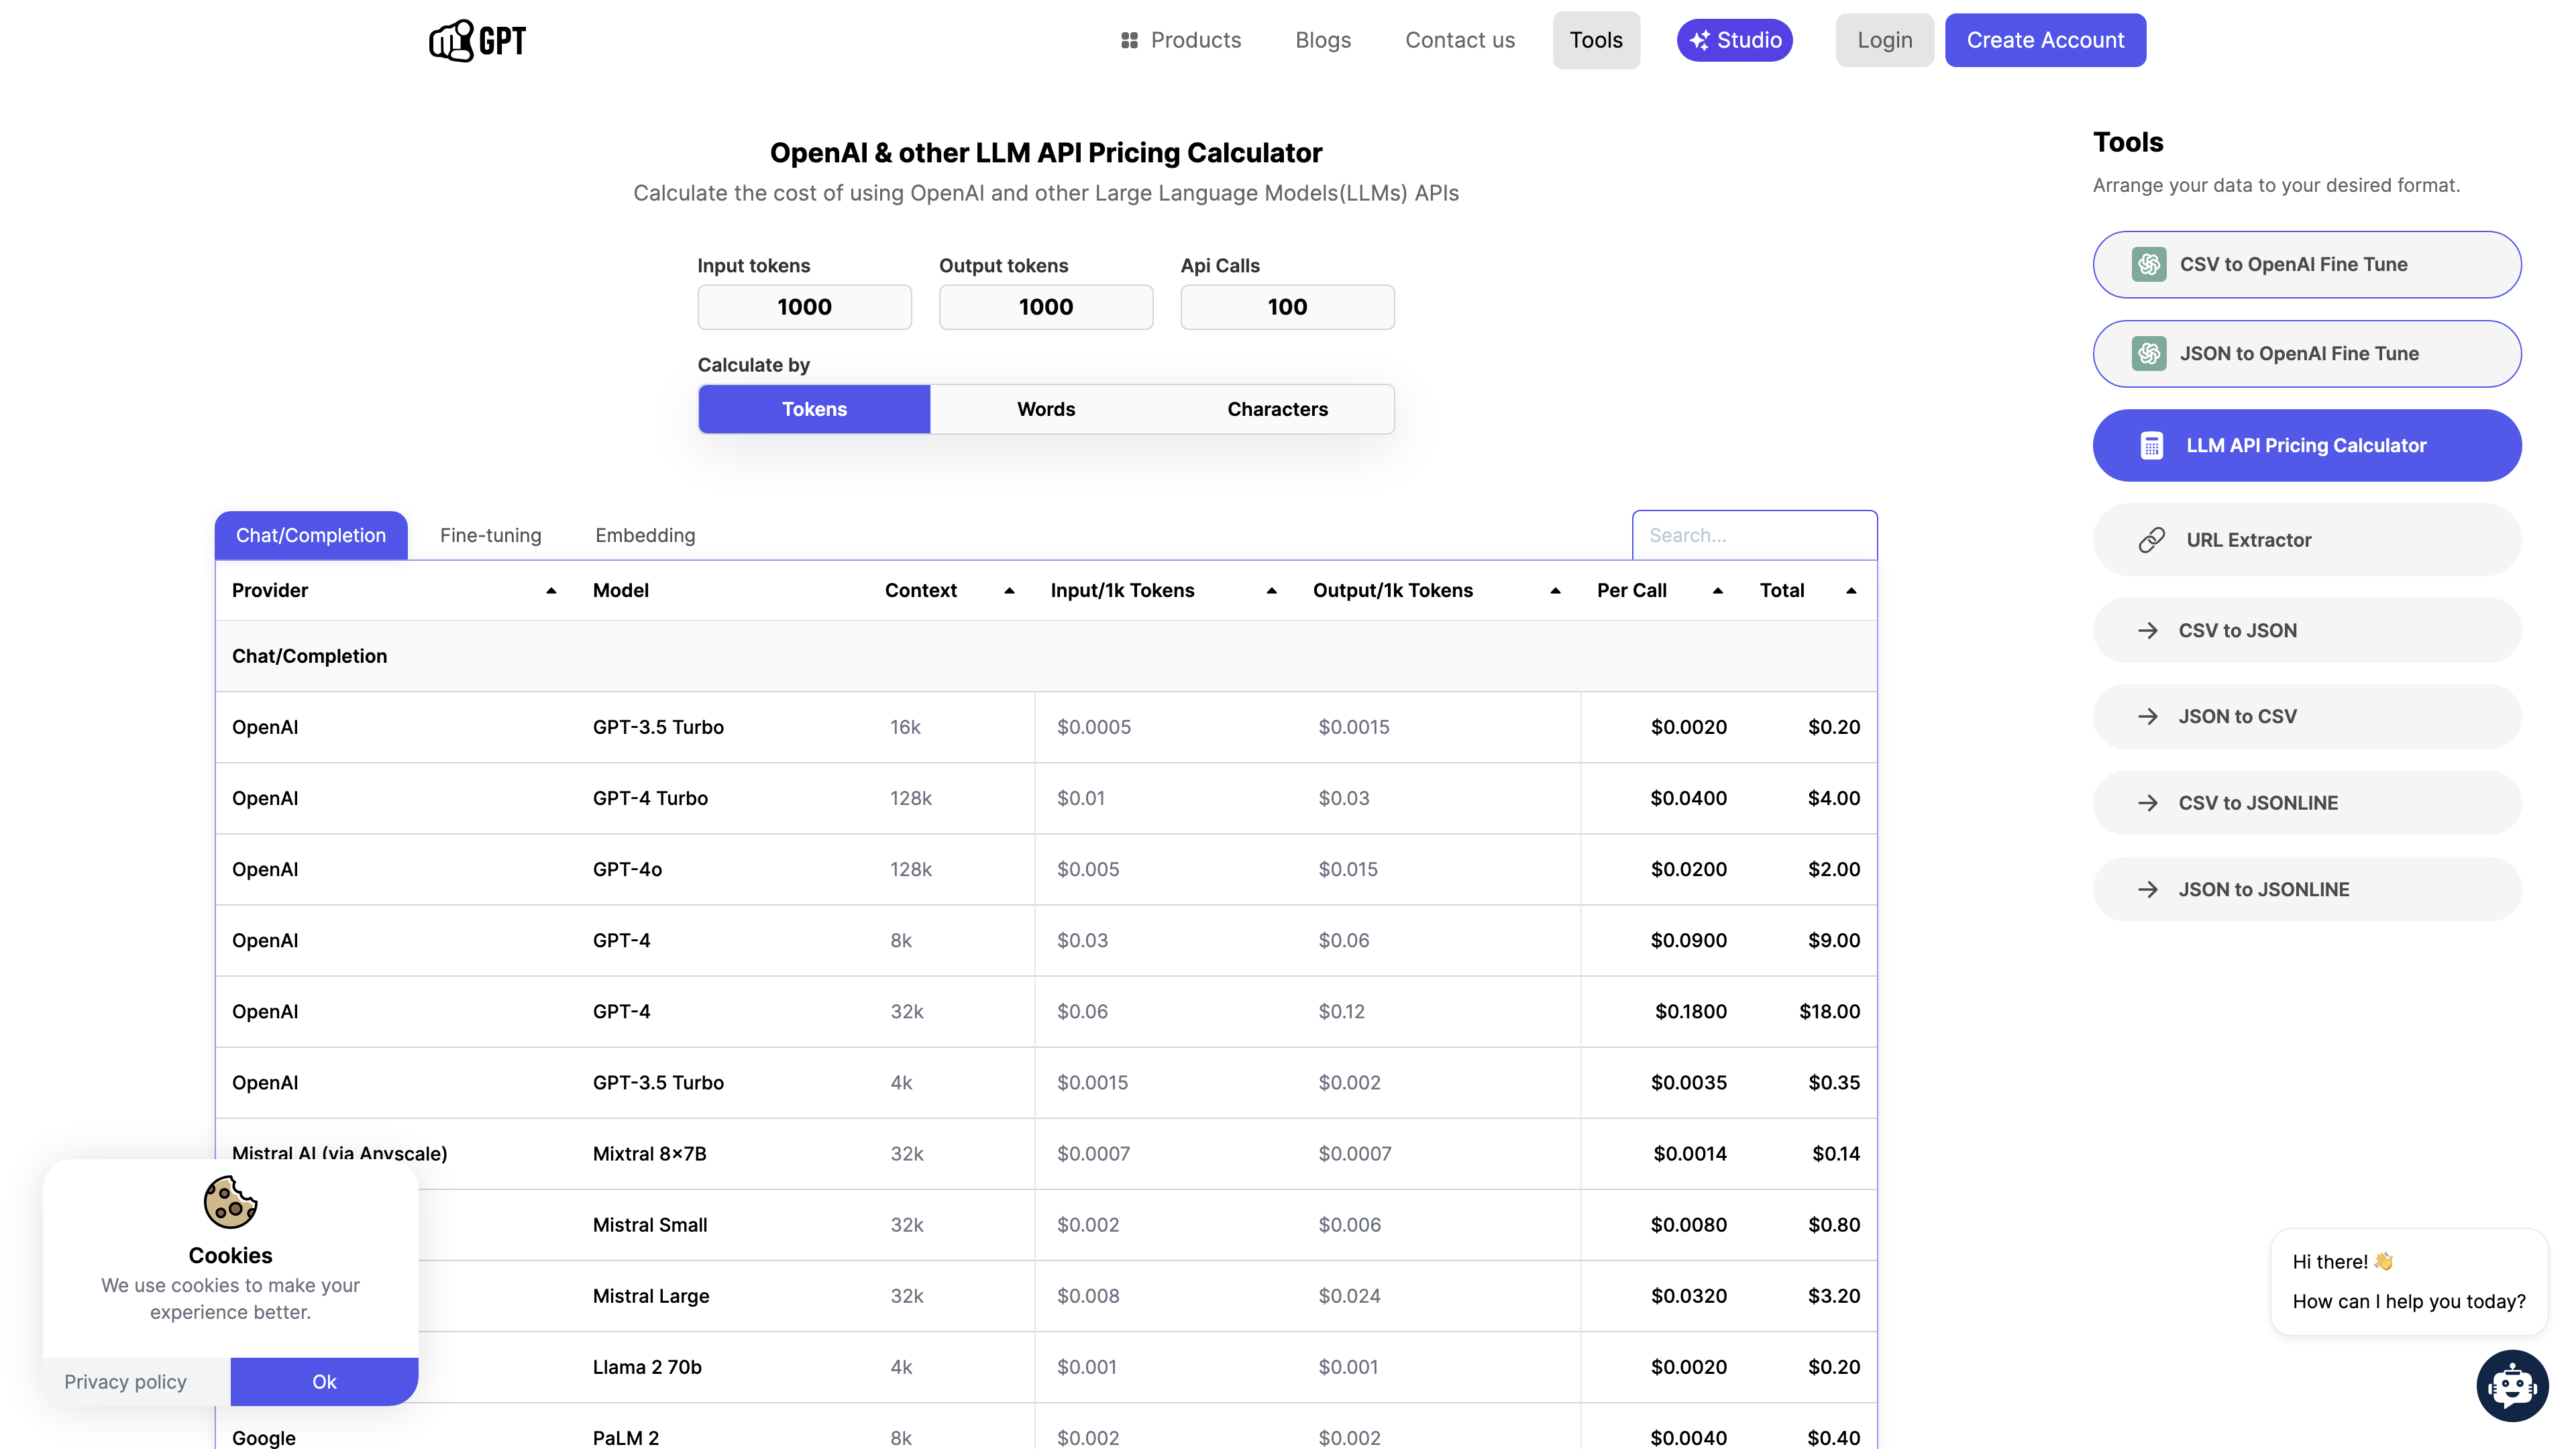 GPT
Products Blogs Contact us Tools Studio Login Create Account
OpenAI & other LLM API Pricing Calculator
Calculate the cost of using OpenAI and other Large Language Models(LLMs) APIs
Input tokens Output tokens Api Calls
1000 1000 100
Calculate by
Tokens Words Characters
Chat/Completion Fine-tuning Embedding Search...
Provider Model Context Input/1k Tokens Output/1k Tokens Per Call Total
Chat/Completion
OpenAI GPT-3.5 Turbo 16k $0.0005 $0.0015 $0.0020 $0.20
OpenAI GPT-4 Turbo 128k $0.01 $0.03 $0.0400 $4.00
OpenAI GPT-4o 128k $0.005 $0.015 $0.0200 $2.00
OpenAI GPT-4 8k $0.03 $0.06 $0.0900 $9.00
OpenAI GPT-4 32k $0.06 $0.12 $0.1800 $18.00
OpenAI GPT-3.5 Turbo 4k $0.0015 $0.002 $0.0035 $0.35
Mistral AI (via Anyscale) Mixtral 8x7B 32k $0.0007 $0.0007 $0.0014 $0.14
Mistral Small 32k $0.002 $0.006 $0.0080 $0.80
Mistral Large 32k $0.008 $0.024 $0.0320 $3.20
Llama 2 70b 4k $0.001 $0.001 $0.0020 $0.20
Google PaLM 2 8k $0.002 $0.002 $0.0040 $0.40
Tools
Arrange your data to your desired format.
CSV to OpenAI Fine Tune
JSON to OpenAI Fine Tune
LLM API Pricing Calculator
URL Extractor
CSV to JSON
JSON to CSV
CSV to JSONLINE
JSON to JSONLINE
Cookies
We use cookies to make your
experience better.
Privacy policy Ok
Hi there! 👋
How can I help you today?